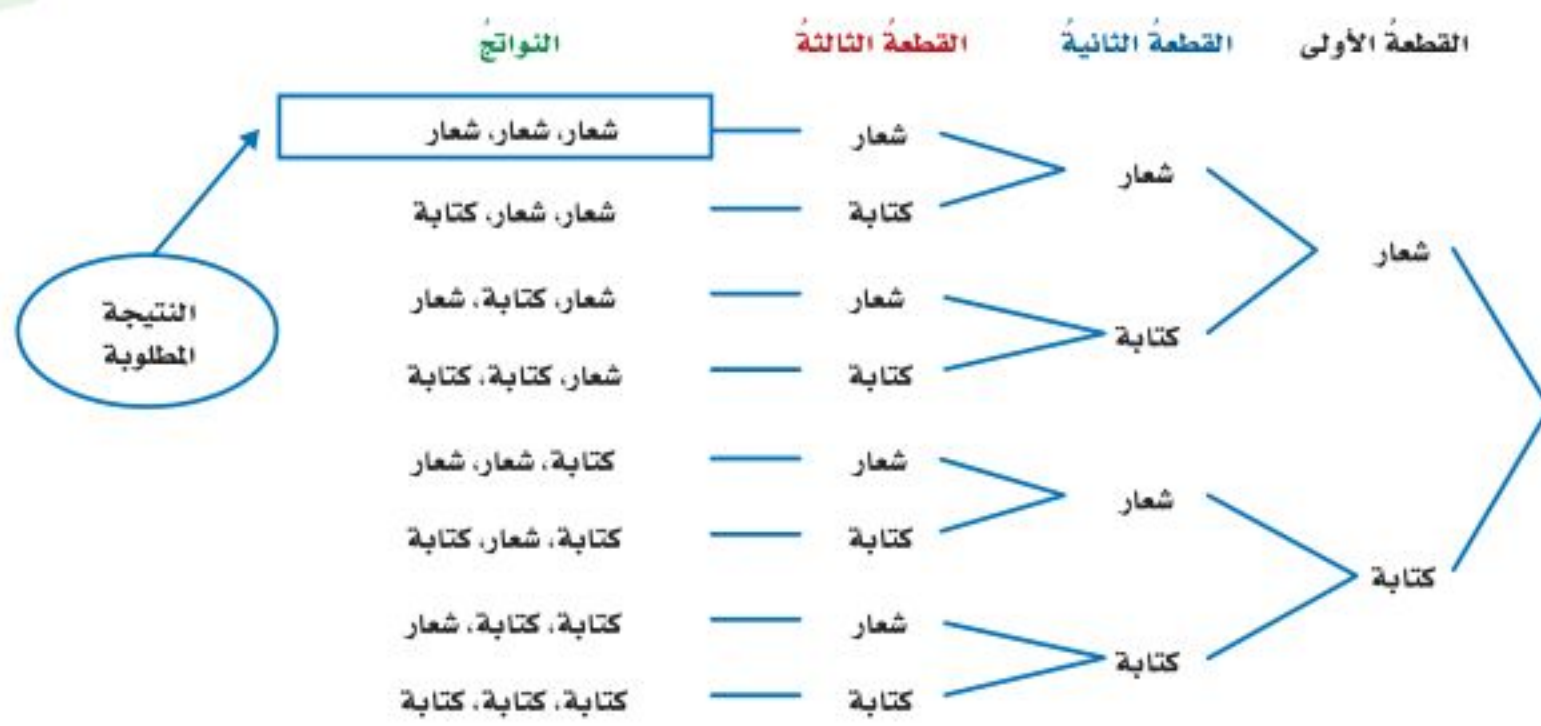 القطعةُ الأولى القطعةُ الثانيةُ القطعةُ الثالثةُ النواتجُ
شعار شعار، شعار، شعار
شعار
كتابة شعار، شعار، كتابة
شعار
شعار شعار، كتابة، شعار
النتيجة
كتابة
المطلوبة
كتابة شعار، كتابة، كتابة
شعار كتابة، شعار، شعار
شعار
كتابة كتابة، شعار، كتابة
كتابة
شعار كتابة، كتابة، شعار
كتابة
كتابة كتابة، كتابة، كتابة